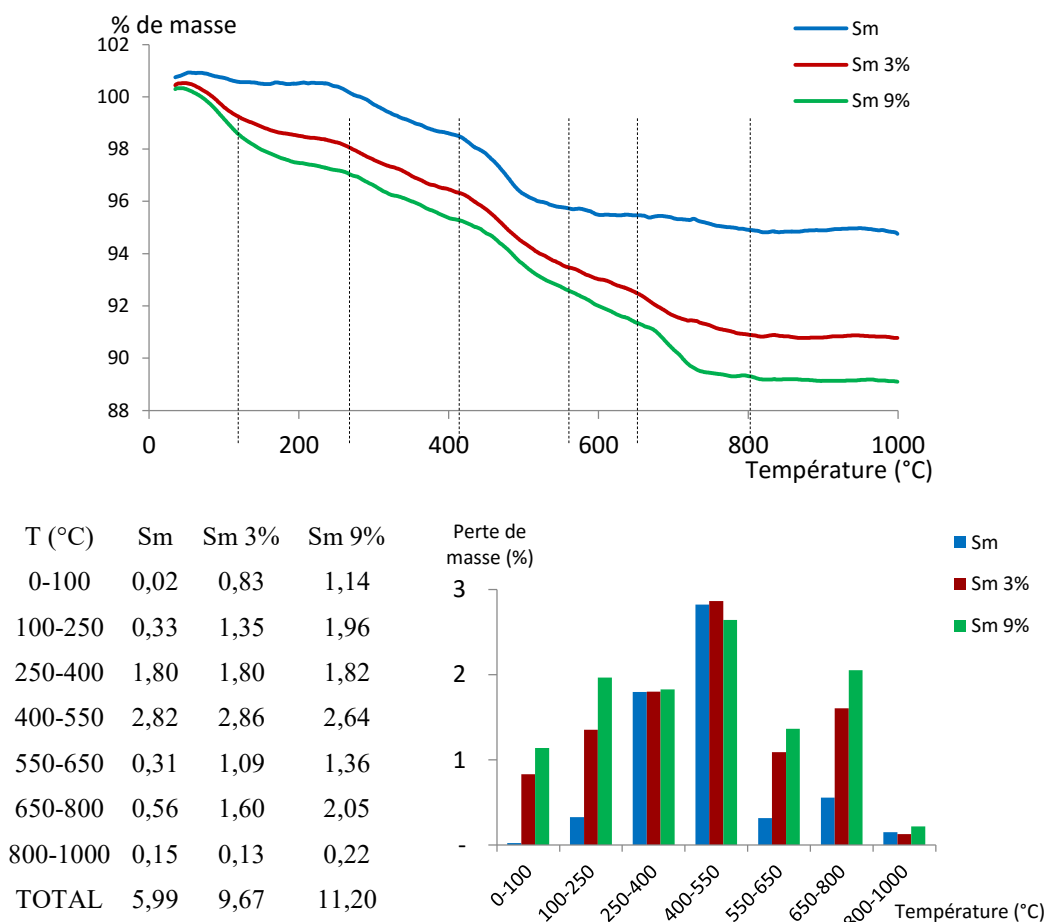 % de masse
Sm
Sm 3%
Sm 9%
102
100
98
96
94
92
90
88
0
200
400
600
800
1000
Température (°C)
T (°C) Sm Sm 3% Sm 9%
0-100 0,02 0,83 1,14
100-250 0,33 1,35 1,96
250-400 1,80 1,80 1,82
400-550 2,82 2,86 2,64
550-650 0,31 1,09 1,36
650-800 0,56 1,60 2,05
800-1000 0,15 0,13 0,22
TOTAL 5,99 9,67 11,20
Perte de
masse (%)
Sm
Sm 3%
Sm 9%
3
2
1
-
0-100
100-250
250-400
400-550
550-650
650-800
800-1000
Température (°C)